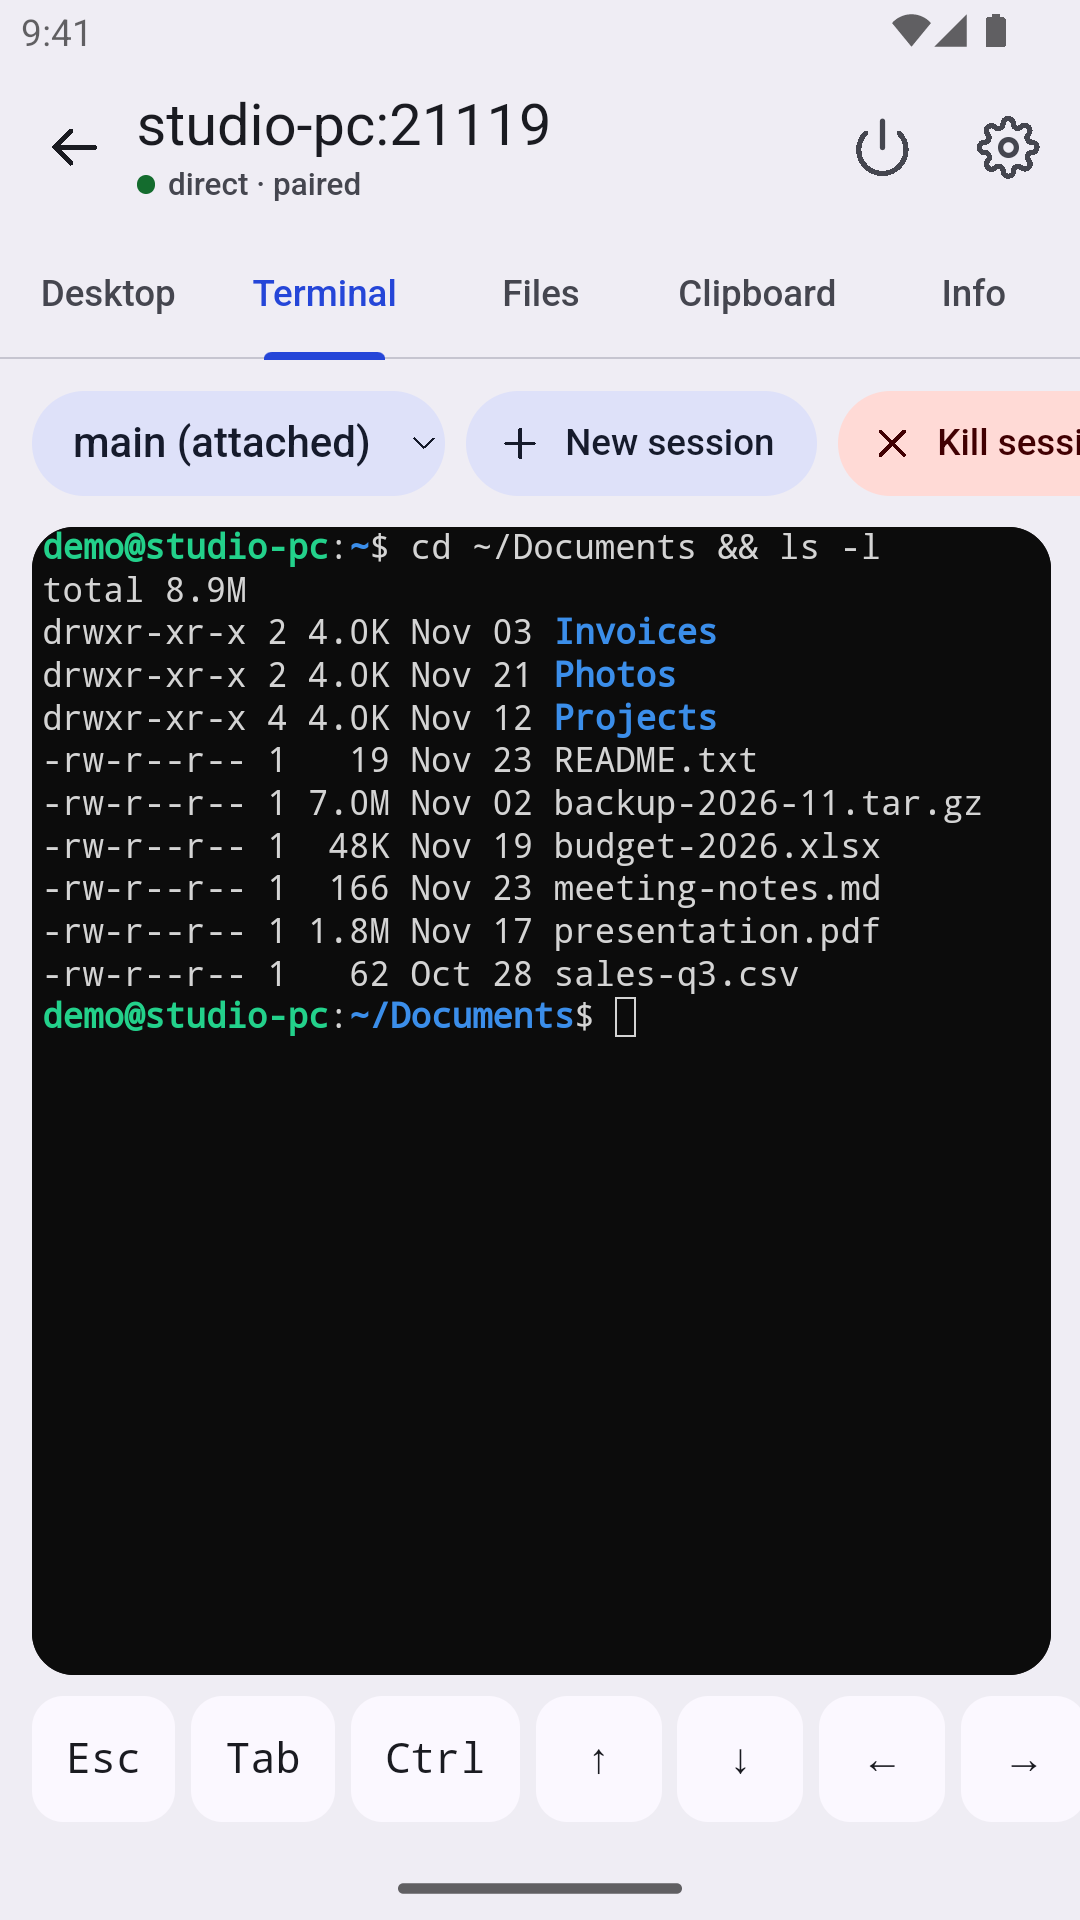 9:41
studio-pc:21119
direct · paired
Desktop Terminal Files Clipboard Info
main (attached) New session Kill sessi
demo@studio-pc:~$ cd ~/Documents && ls -l
total 8.9M
drwxr-xr-x 2 4.0K Nov 03 Invoices
drwxr-xr-x 2 4.0K Nov 21 Photos
drwxr-xr-x 4 4.0K Nov 12 Projects
-rw-r--r-- 1   19 Nov 23 README.txt
-rw-r--r-- 1 7.0M Nov 02 backup-2026-11.tar.gz
-rw-r--r-- 1  48K Nov 19 budget-2026.xlsx
-rw-r--r-- 1  166 Nov 23 meeting-notes.md
-rw-r--r-- 1 1.8M Nov 17 presentation.pdf
-rw-r--r-- 1   62 Oct 28 sales-q3.csv
demo@studio-pc:~/Documents$
Esc Tab Ctrl ↑ ↓ ← →